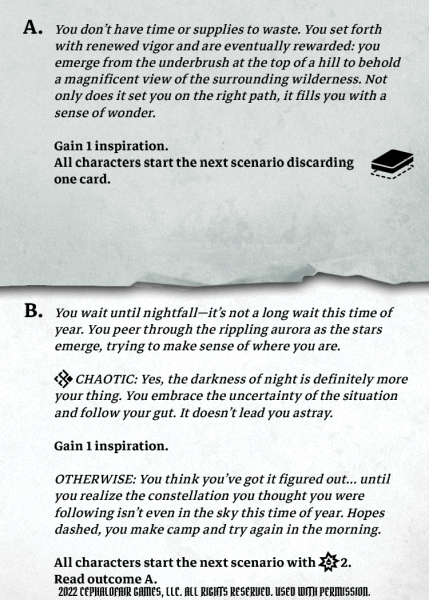 A. You don't have time or supplies to waste. You set forth
with renewed vigor and are eventually rewarded: you
emerge from the underbrush at the top of a hill to behold
a magnificent view of the surrounding wilderness. Not
only does it set you on the right path, it fills you with a
sense of wonder.
Gain 1 inspiration.
All characters start the next scenario discarding
one card.
B. You wait until nightfall—it's not a long wait this time of
year. You peer through the rippling aurora as the stars
emerge, trying to make sense of where you are.
CHAOTIC: Yes, the darkness of night is definitely more
your thing. You embrace the uncertainty of the situation
and follow your gut. It doesn't lead you astray.
Gain 1 inspiration.
OTHERWISE: You think you've got it figured out... until
you realize the constellation you thought you were
following isn't even in the sky this time of year. Hopes
dashed, you make camp and try again in the morning.
All characters start the next scenario with 2.
Read outcome A.
2022 CEPHALOFAIR GAMES, LLC. ALL RIGHTS RESERVED. USED WITH PERMISSION.